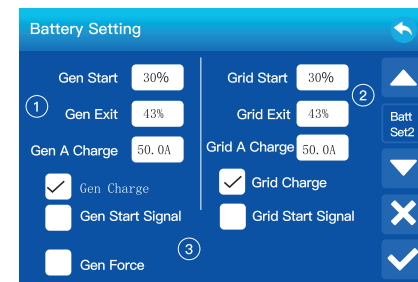 Battery Setting
Gen Start 30%
① Gen Exit 43%
Gen A Charge 50.0A
Gen Charge
Gen Start Signal
Gen Force
Grid Start 30%
②
Grid Exit 43%
Grid A Charge 50.0A
Grid Charge
Grid Start Signal
③
Batt
Set2